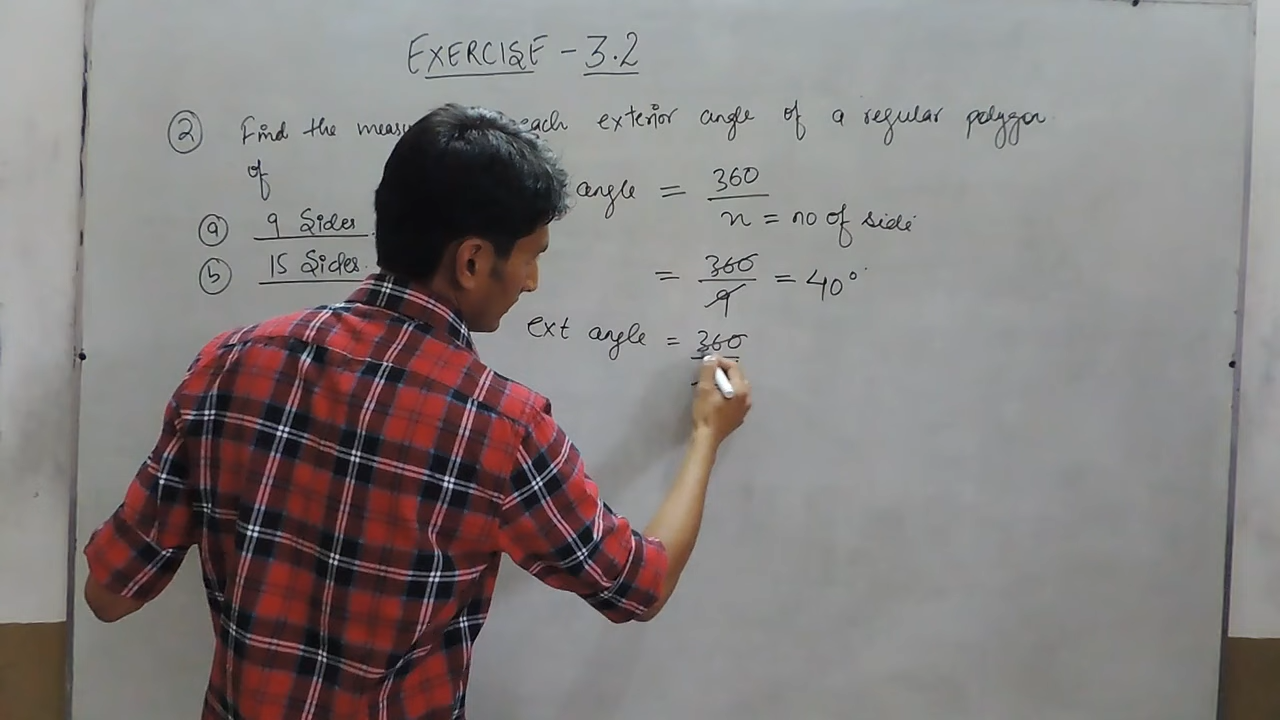 EXERCISE - 3.2
② Find the each exterior angle of a regular polygon
of
angle = 360
n = no of side
ⓐ 9 Sides
ⓑ 15 Sides.
= 360 = 40°
9
ext angle = 360